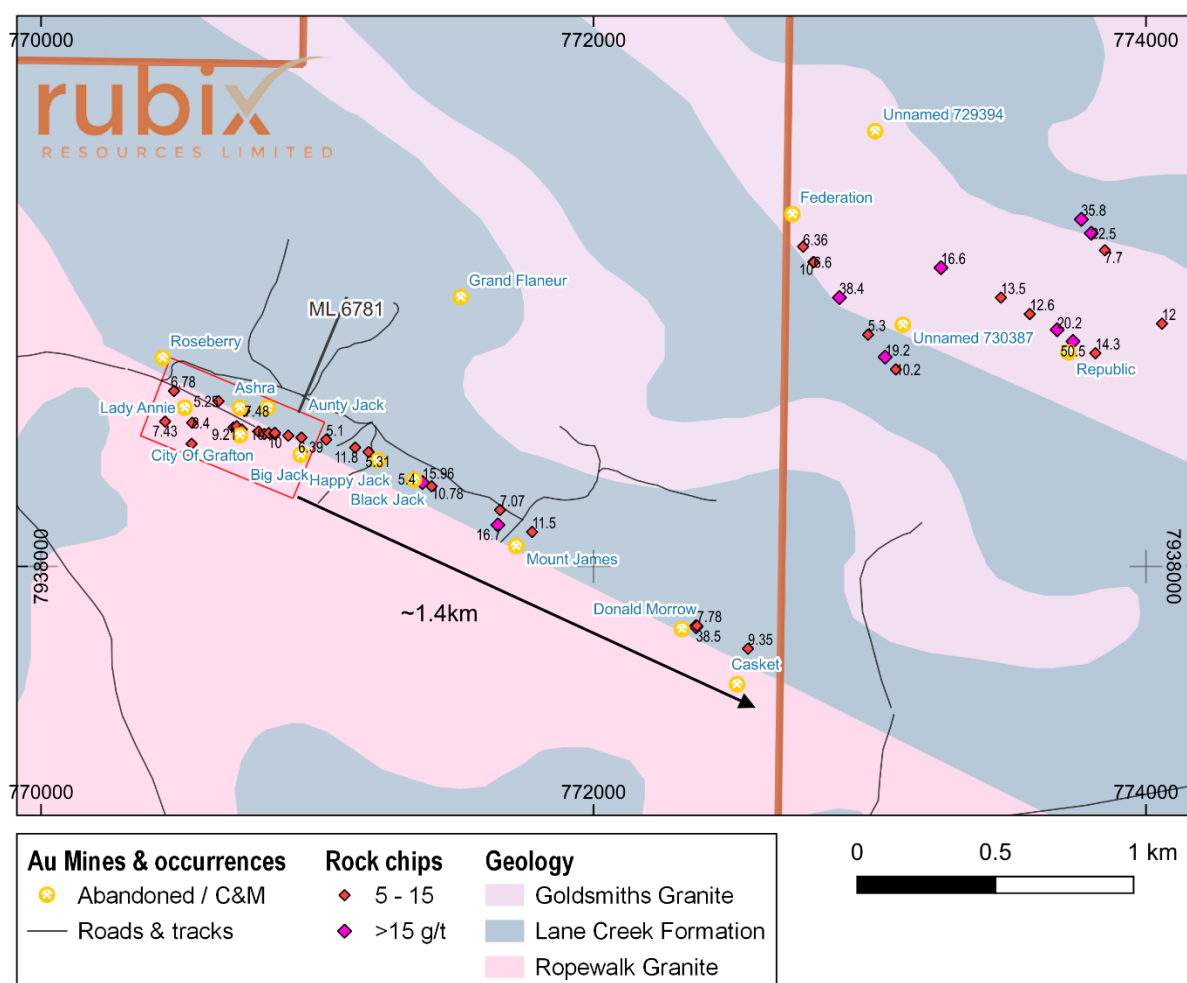 770000
772000
774000
rubix
RESOURCES LIMITED
Unnamed 729394
Federation
35.8
22.5
7.7
6.36
6.6
10
16.6
Grand Flaneur
38.4
13.5
12.6
12
ML 6781
20.2
5.3
Unnamed 730387
50.5
14.3
19.2
10.2
Republic
Roseberry
6.78
Ashra
5.25
7.48
Lady Annie
Aunty Jack
7.43
8.4
9.21
10
5.1
6.39
City Of Grafton
11.8
5.31
Big Jack
Happy Jack
5.4
15.96
10.78
Black Jack
7.07
16.7
11.5
Mount James
7938000
7938000
~1.4km
Donald Morrow
7.78
38.5
9.35
Casket
770000
772000
774000
Au Mines & occurrences
Abandoned / C&M
Roads & tracks
Rock chips
5 - 15
>15 g/t
Geology
Goldsmiths Granite
Lane Creek Formation
Ropewalk Granite
0
0.5
1 km